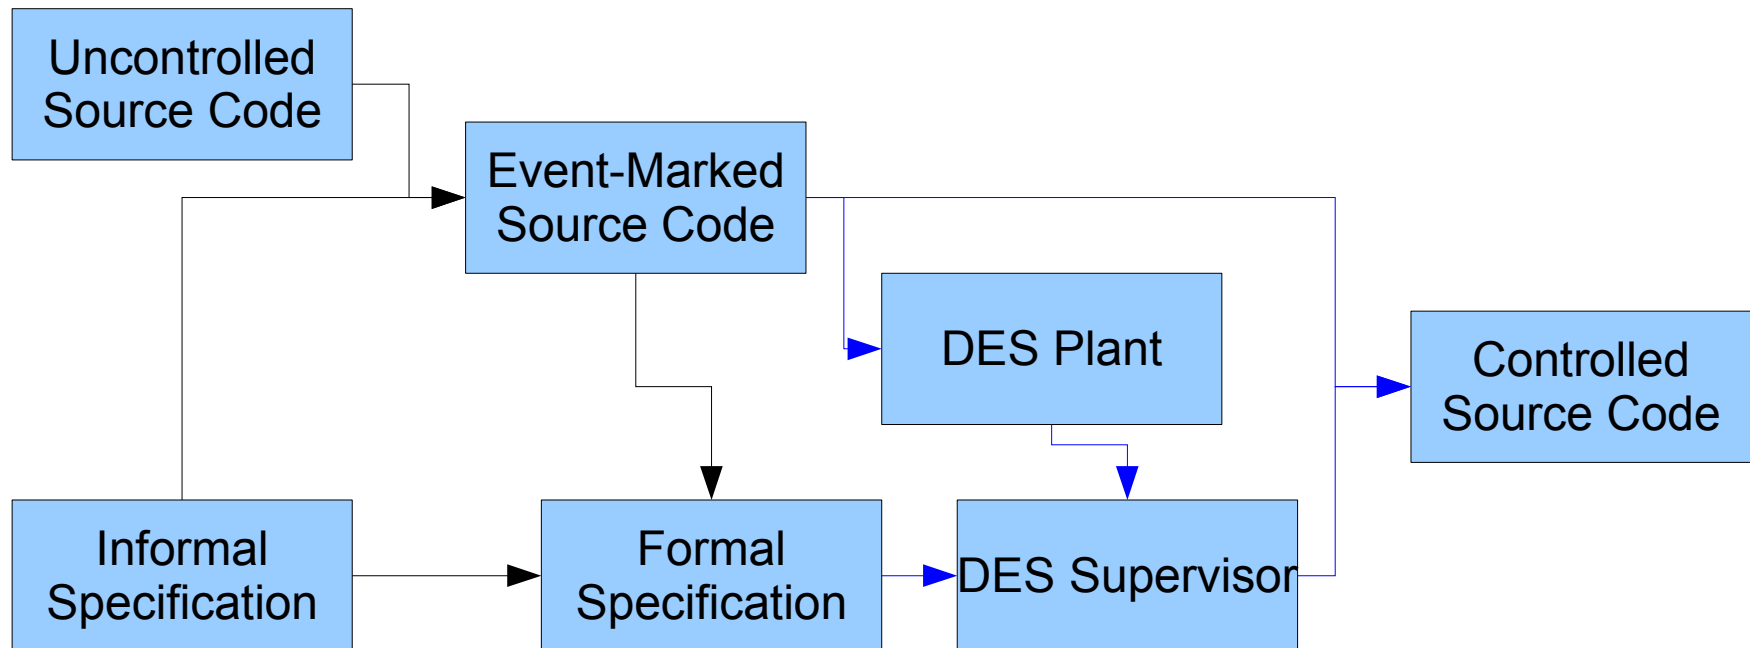 Uncontrolled
Source Code
Event-Marked
Source Code
DES Plant
Controlled
Source Code
Informal
Specification
Formal
Specification
DES Supervisor